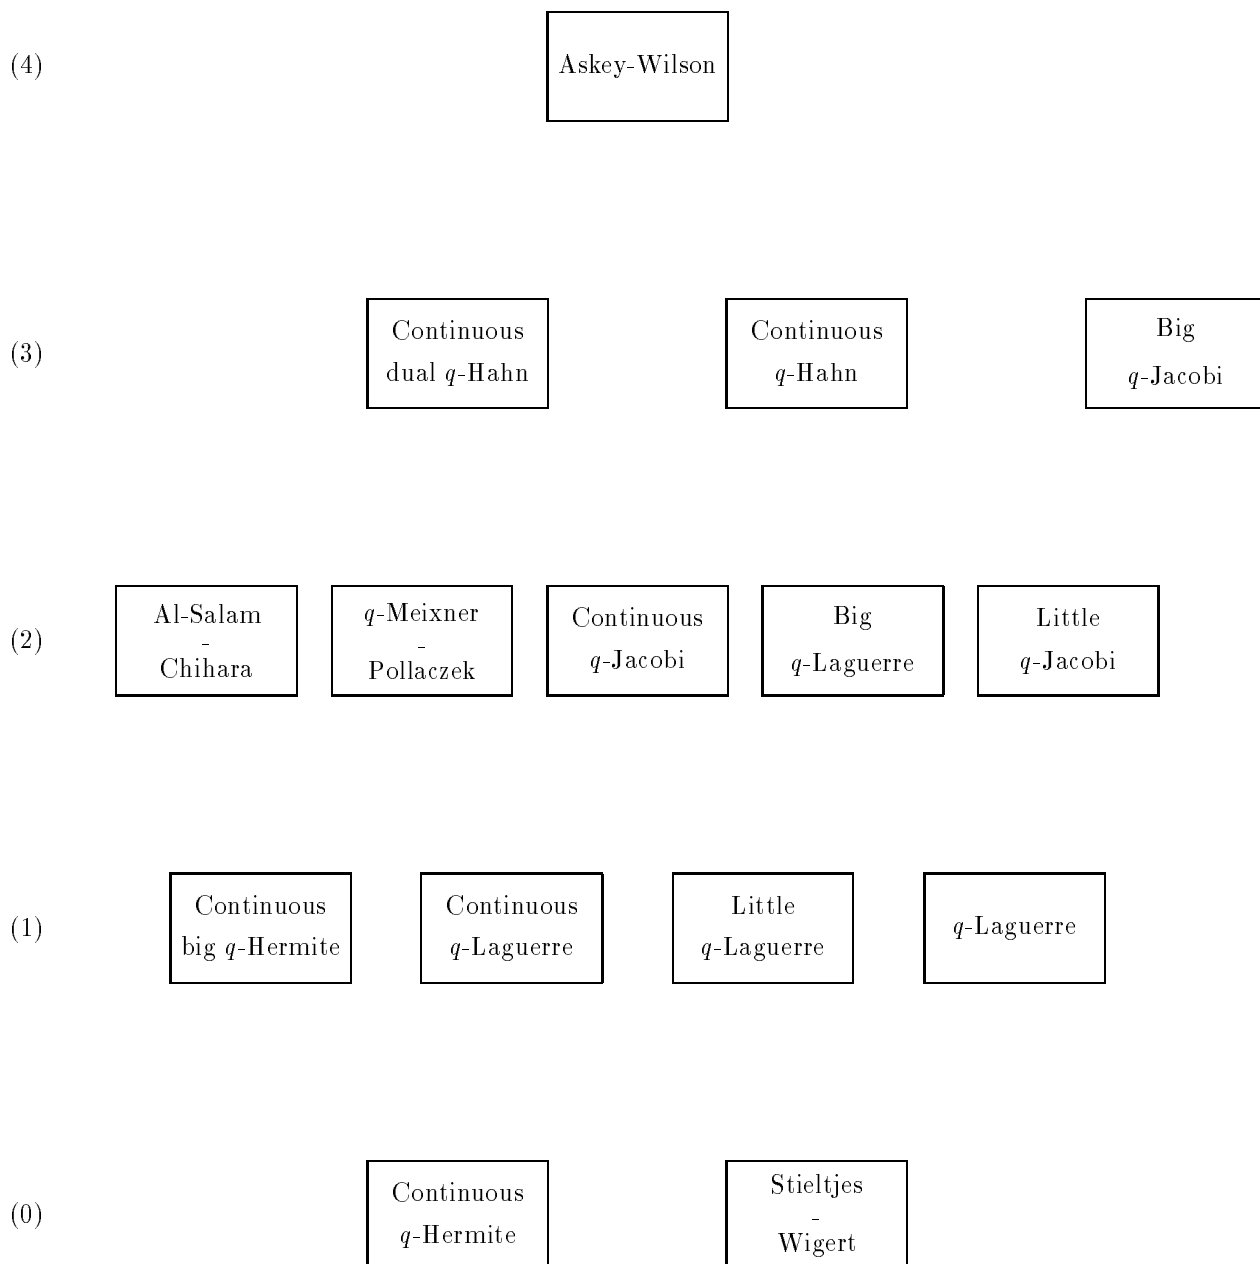 (4)
Askey-Wilson
(3)
Continuous
dual q-Hahn
Continuous
q-Hahn
Big
q-Jacobi
(2)
Al-Salam
-
Chihara
q-Meixner
-
Pollaczek
Continuous
q-Jacobi
Big
q-Laguerre
Little
q-Jacobi
(1)
Continuous
big q-Hermite
Continuous
q-Laguerre
Little
q-Laguerre
q-Laguerre
(0)
Continuous
q-Hermite
Stieltjes
-
Wigert